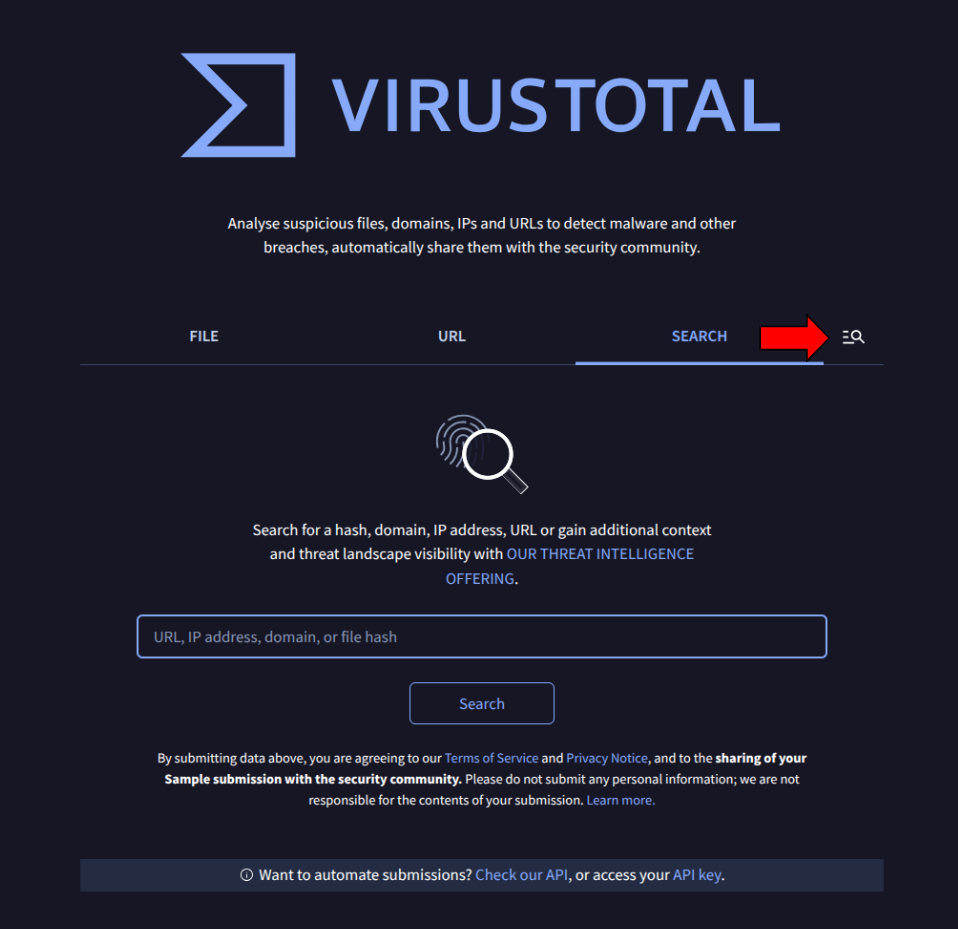 VIRUSTOTAL
Analyse suspicious files, domains, IPs and URLs to detect malware and other
breaches, automatically share them with the security community.
FILE
URL
SEARCH
Search for a hash, domain, IP address, URL or gain additional context
and threat landscape visibility with OUR THREAT INTELLIGENCE
OFFERING.
URL, IP address, domain, or file hash
Search
By submitting data above, you are agreeing to our Terms of Service and Privacy Notice, and to the sharing of your
Sample submission with the security community. Please do not submit any personal information; we are not
responsible for the contents of your submission. Learn more.
Want to automate submissions? Check our API, or access your API key.